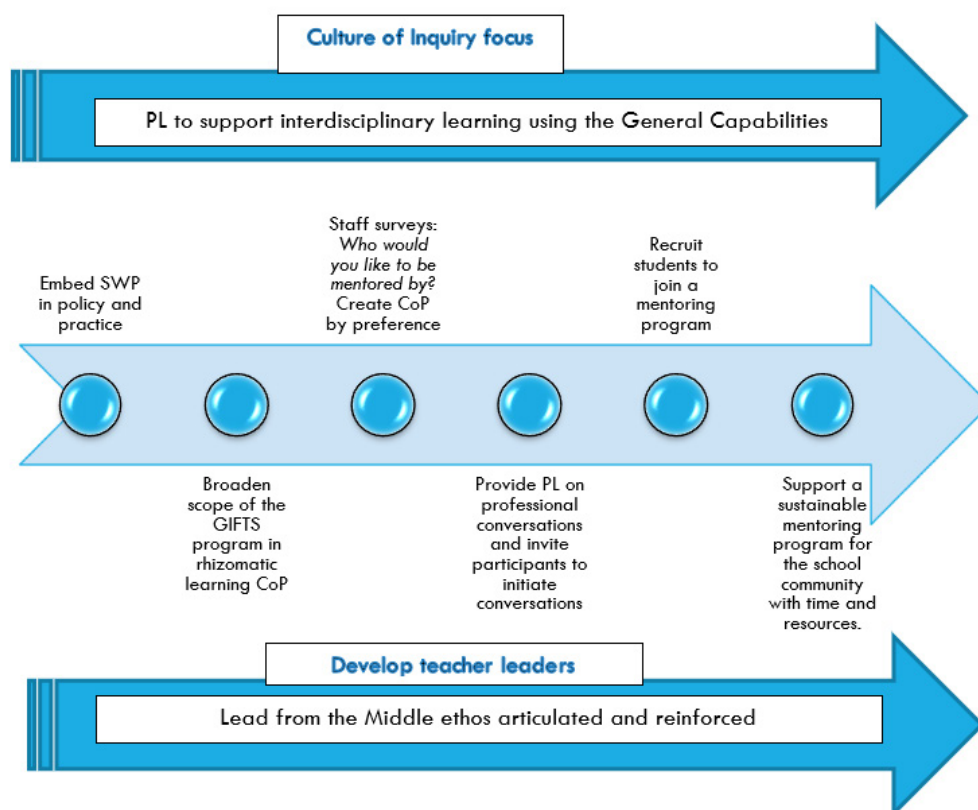 Culture of Inquiry focus
PL to support interdisciplinary learning using the General Capabilities
Embed SWP
in policy and
practice
Staff surveys:
Who would
you like to be
mentored by?
Create CoP
by preference
Recruit
students to
join a
mentoring
program
Broaden
scope of the
GIFTS
program in
rhizomatic
learning CoP
Provide PL on
professional
conversations
and invite
participants to
initiate
conversations
Support a
sustainable
mentoring
program for
the school
community
with time and
resources.
Develop teacher leaders
Lead from the Middle ethos articulated and reinforced